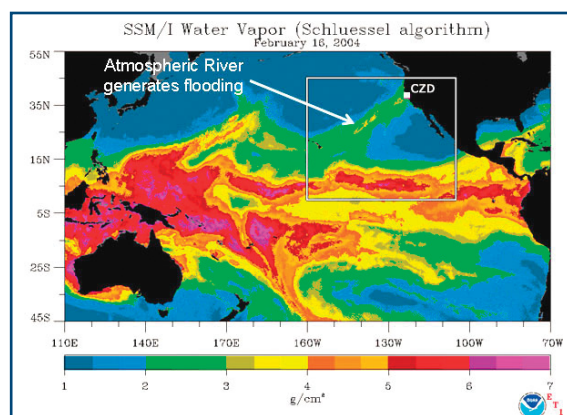 SSM/I Water Vapor (Schluessel algorithm)
February 16, 2004
55N
35N
15N
5S
25S
45S
Atmospheric River
generates flooding
CZD
110E 140E 170E 160W 130W 100W 70W
1 2 3 4 5 6 7
g/cm²
NOAA
E T L